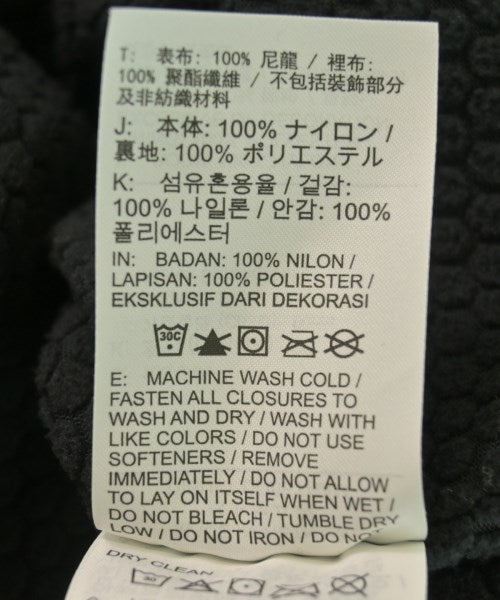 T: 表布: 100% 尼龍 / 裡布:
100% 聚酯纖維 / 不包括裝飾部分
及非紡織材料
J: 本体: 100% ナイロン /
裏地: 100% ポリエステル
K: 섬유혼용율 / 겉감:
100% 나일론 / 안감: 100%
폴리에스터
IN: BADAN: 100% NILON /
LAPISAN: 100% POLIESTER /
EKSKLUSIF DARI DEKORASI
30C
E: MACHINE WASH COLD /
FASTEN ALL CLOSURES TO
WASH AND DRY / WASH WITH
LIKE COLORS / DO NOT USE
SOFTENERS / REMOVE
IMMEDIATELY / DO NOT ALLOW
TO LAY ON ITSELF WHEN WET /
DO NOT BLEACH / TUMBLE DRY
LOW / DO NOT IRON / DO NOT
DRY CLEAN
30